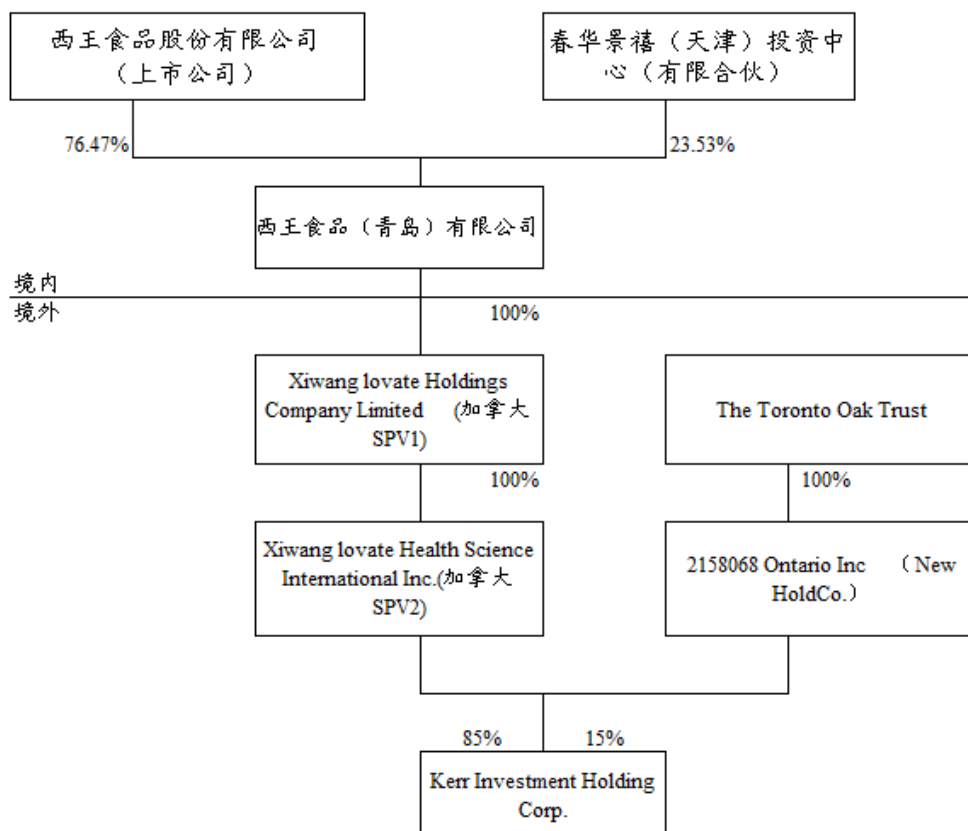 西王食品股份有限公司
（上市公司）
春华景禧（天津）投资中
心（有限合伙）
76.47%
23.53%
西王食品（青岛）有限公司
境内
境外
100%
Xiwang lovate Holdings
Company Limited （加拿大
SPV1)
The Toronto Oak Trust
100%
100%
Xiwang lovate Health Science
International Inc.(加拿大
SPV2)
2158068 Ontario Inc （New
HoldCo.）
85%
15%
Kerr Investment Holding
Corp.